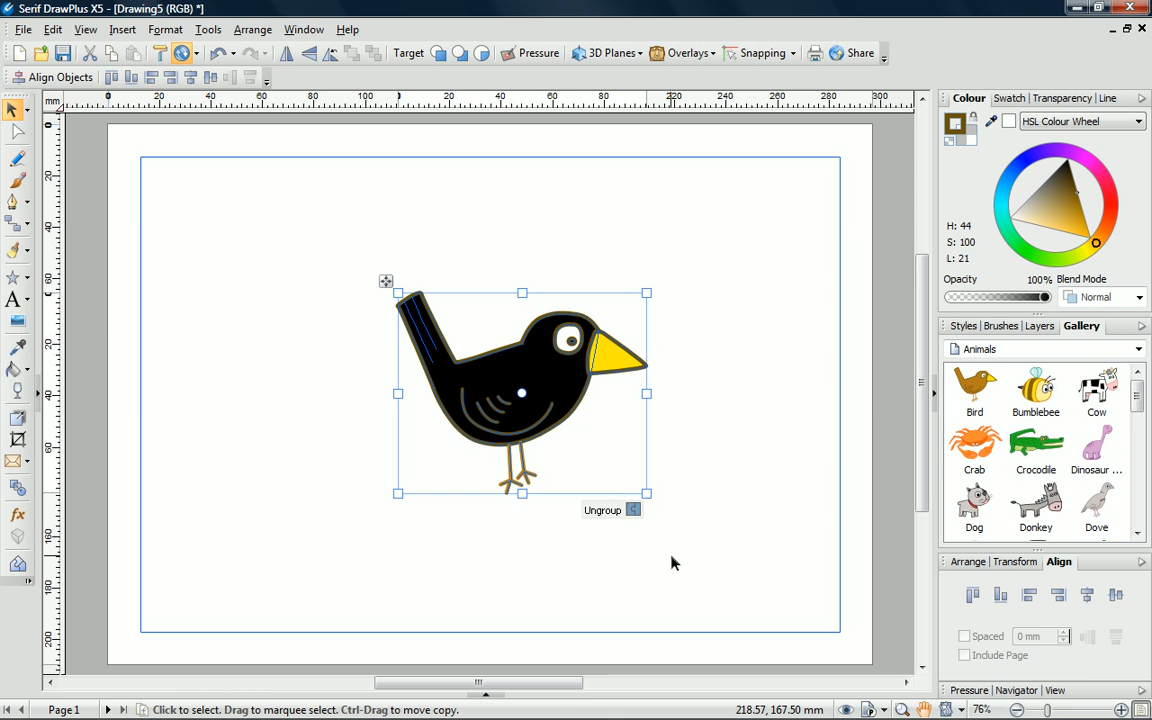 Serif DrawPlus X5 - [Drawing5 (RGB) *]
File Edit View Insert Format Tools Arrange Window Help
Target Pressure 3D Planes Overlays Snapping Share
Align Objects
mm 20 40 60 80 100 20 40 60 80 220 240 260 280 300
Colour Swatch Transparency Line
HSL Colour Wheel
H: 44
S: 100
L: 21
Opacity 100% Blend Mode
Normal
Styles Brushes Layers Gallery
Animals
Bird Bumblebee Cow
Crab Crocodile Dinosaur ...
Dog Donkey Dove
Ungroup
Arrange Transform Align
Spaced 0 mm
Include Page
Pressure Navigator View
Page1 Click to select. Drag to marquee select. Ctrl-Drag to move copy. 218.57, 167.50 mm 76%